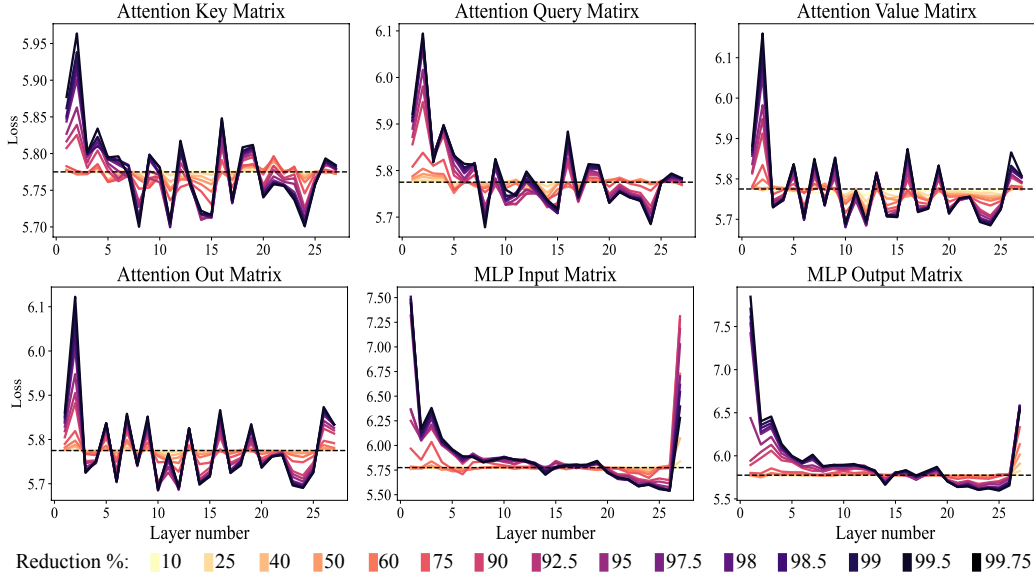 Attention Key Matrix
Attention Query Matirx
Attention Value Matirx
Loss
5.95
5.90
5.85
5.80
5.75
5.70
0 5 10 15 20 25
6.1
6.0
5.9
5.8
5.7
0 5 10 15 20 25
6.1
6.0
5.9
5.8
5.7
0 5 10 15 20 25
Attention Out Matrix
MLP Input Matrix
MLP Output Matrix
Loss
6.1
6.0
5.9
5.8
5.7
0 5 10 15 20 25
Layer number
7.50
7.25
7.00
6.75
6.50
6.25
6.00
5.75
5.50
0 5 10 15 20 25
Layer number
7.5
7.0
6.5
6.0
5.5
0 5 10 15 20 25
Layer number
Reduction %: 10 25 40 50 60 75 90 92.5 95 97.5 98 98.5 99 99.5 99.75